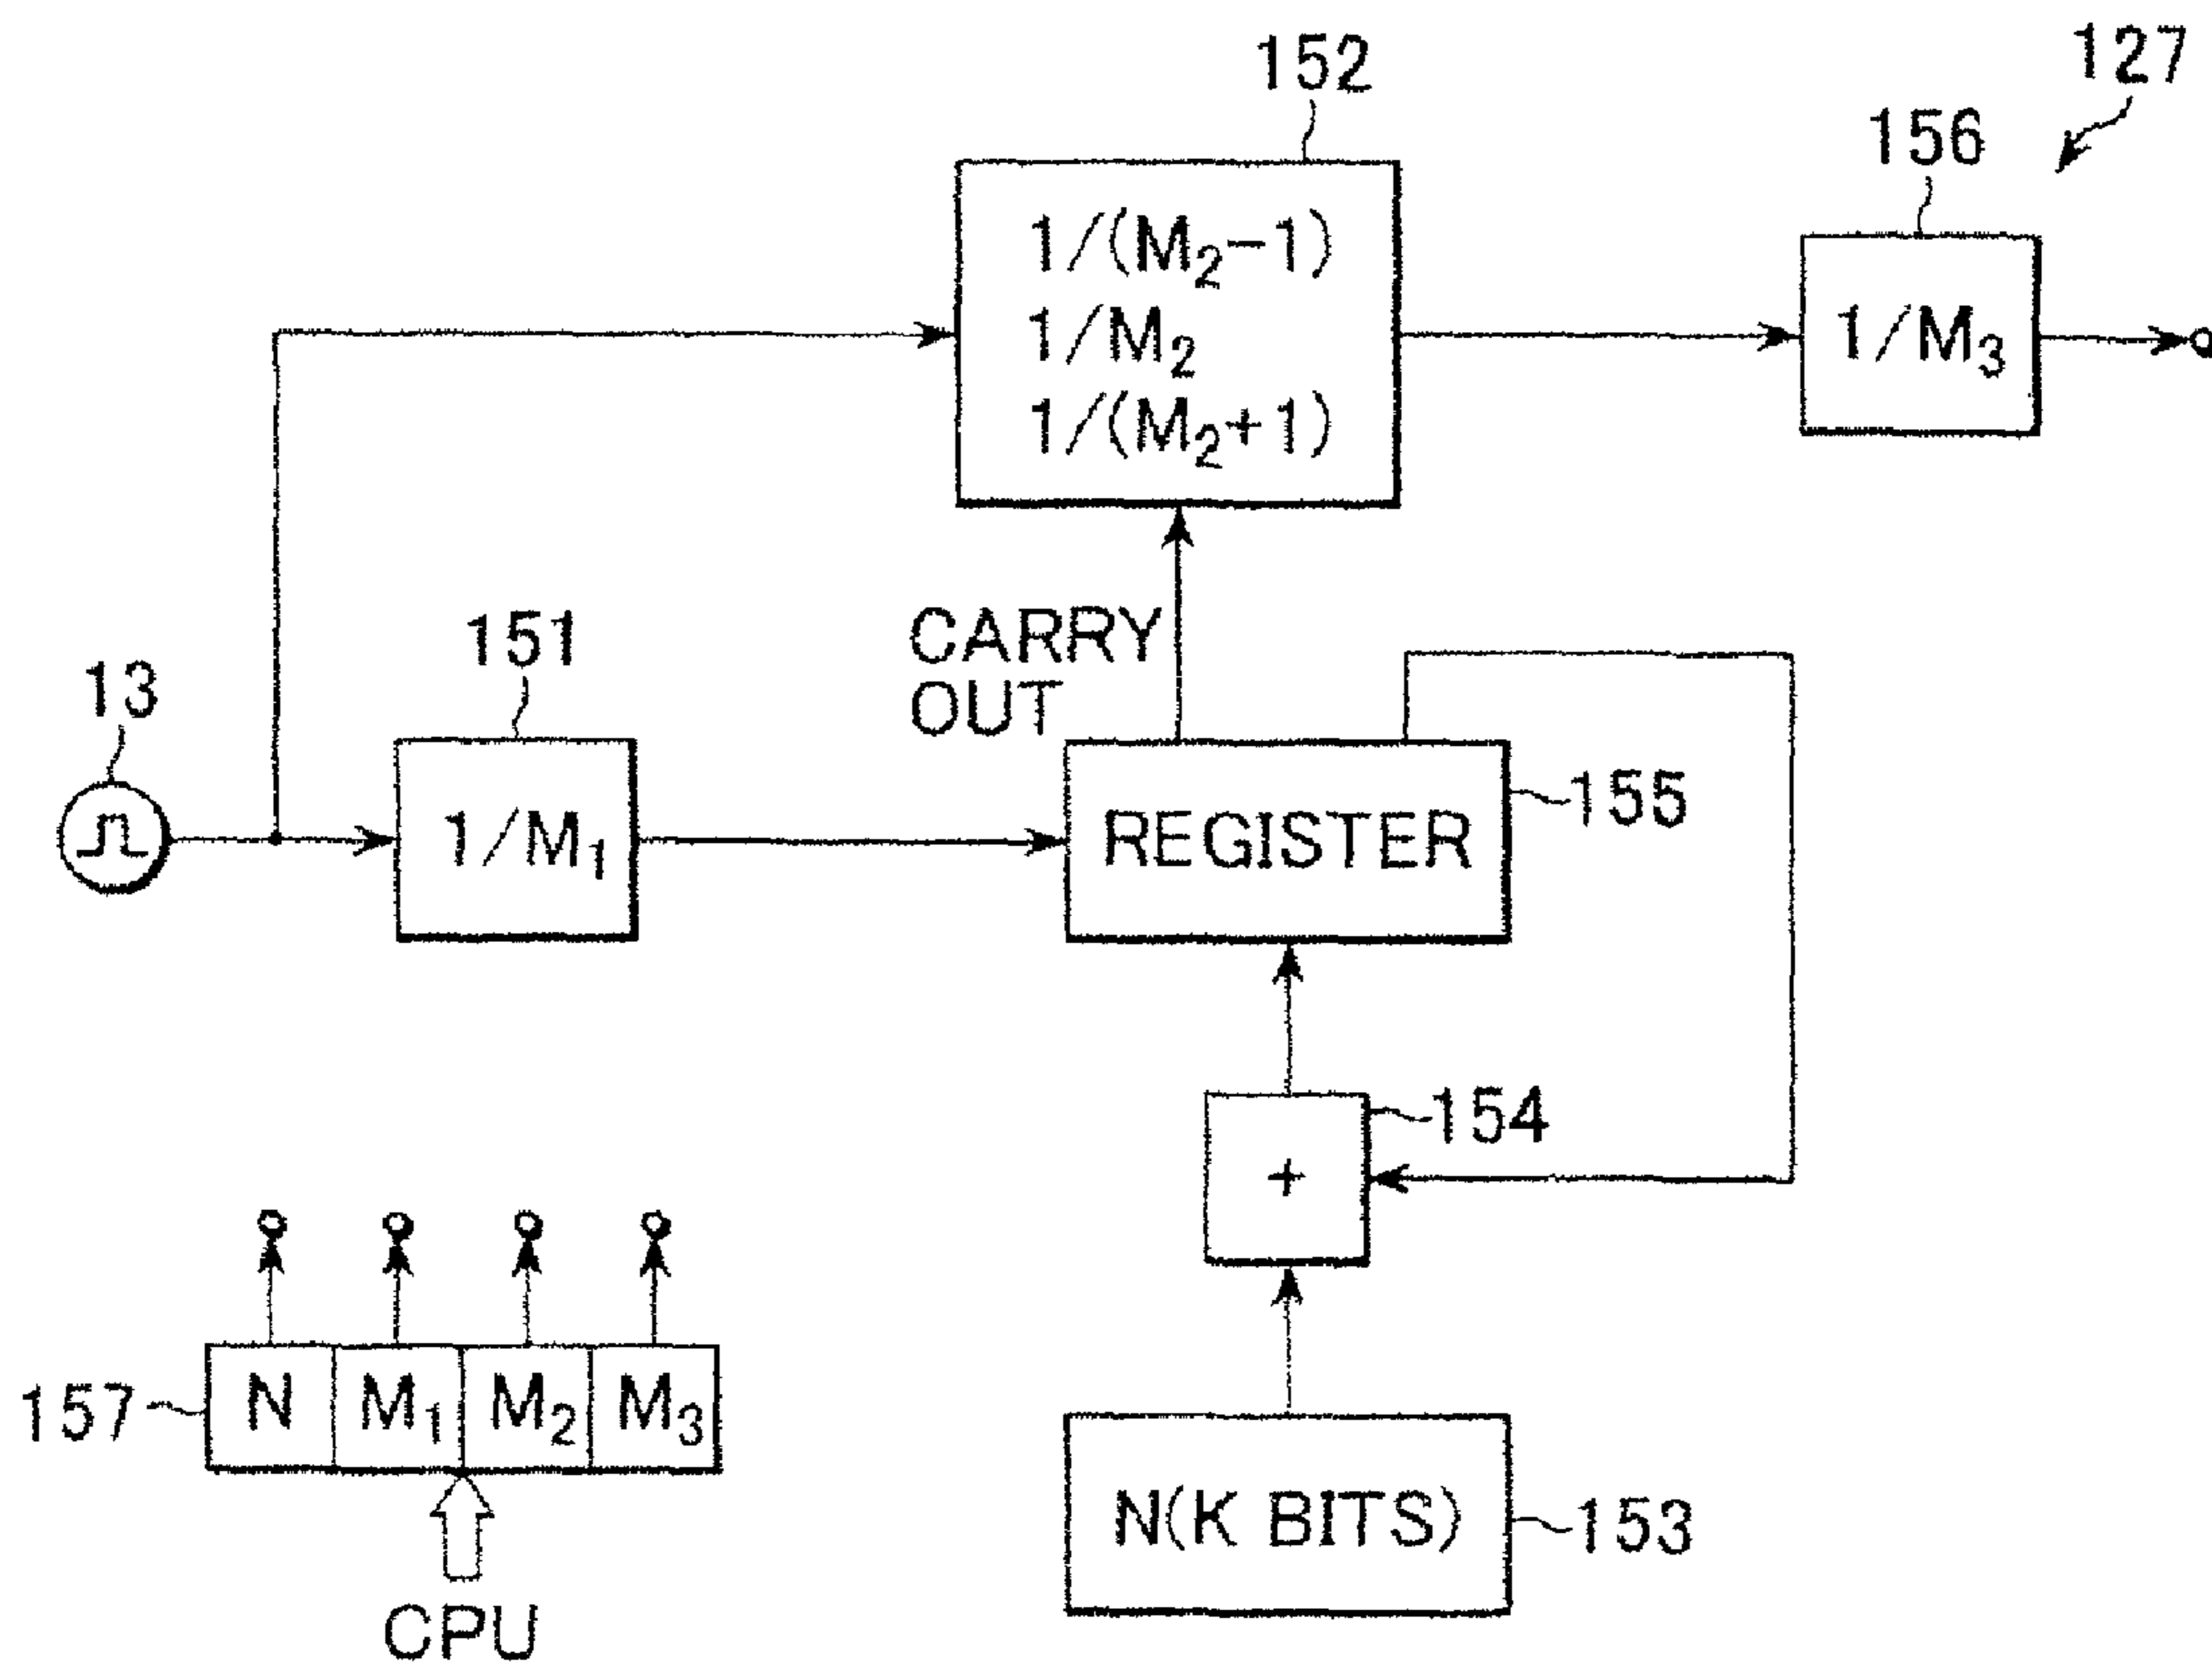 152
127
156
1/(M₂-1)
1/M₂
1/(M₂+1)
1/M₃
151
CARRY
OUT
13
1/M₁
REGISTER
155
154
+
157
N M₁ M₂ M₃
N(K BITS)
153
CPU